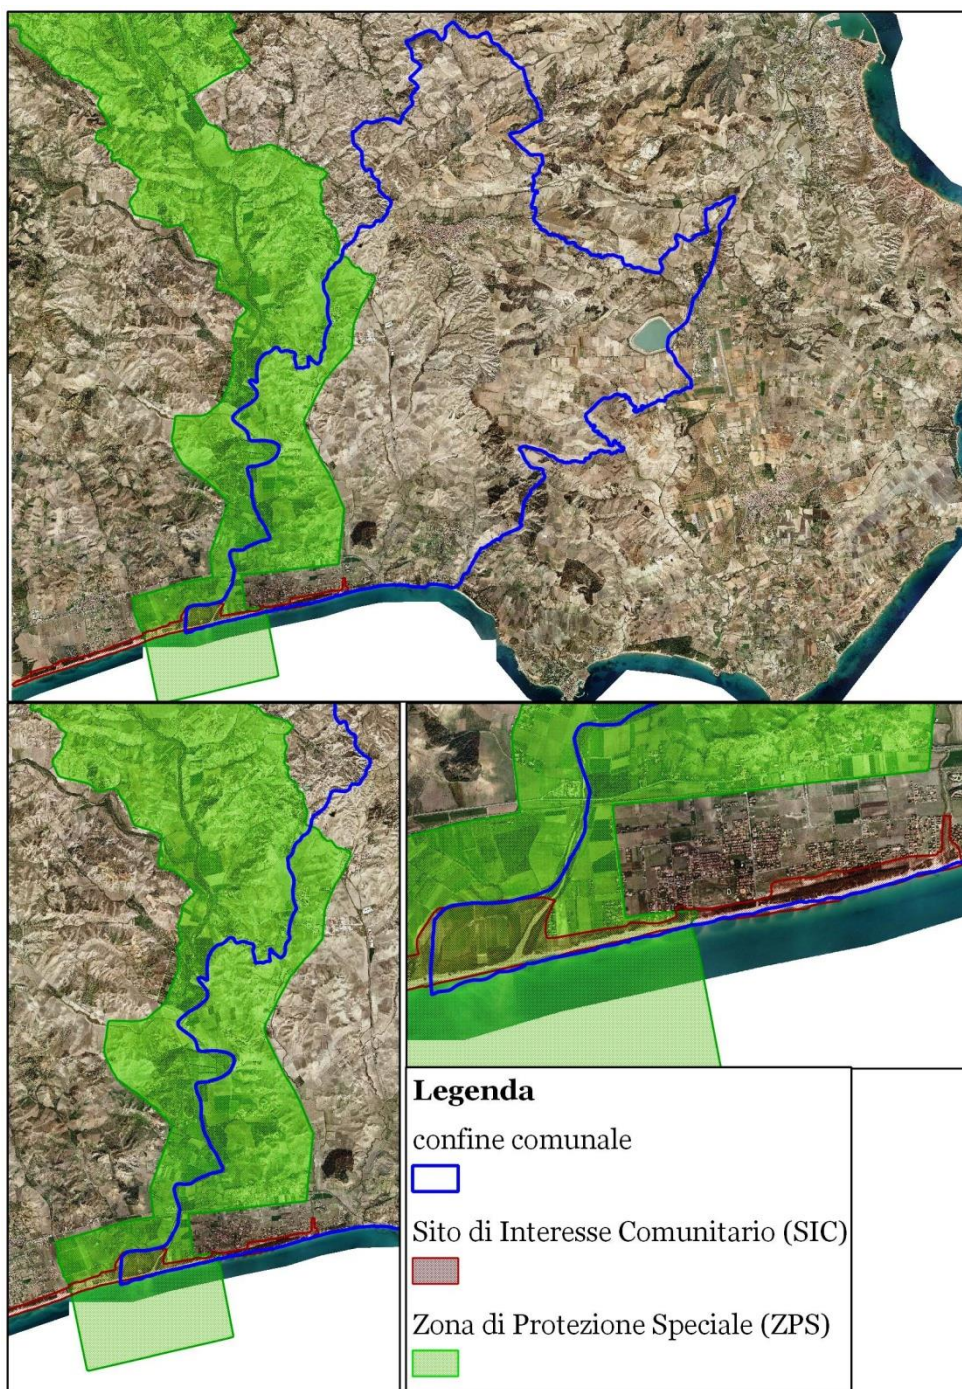 Legenda
confine comunale
Sito di Interesse Comunitario (SIC)
Zona di Protezione Speciale (ZPS)